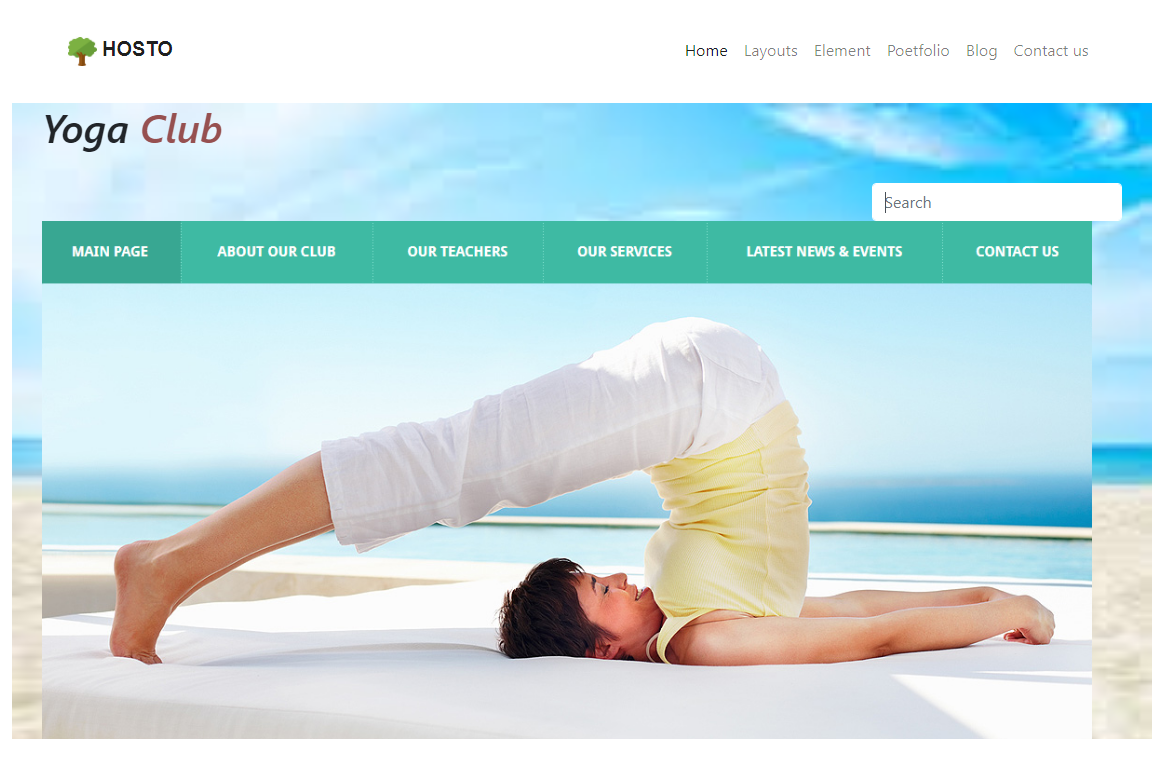 HOSTO
Home Layouts Element Poetfolio Blog Contact us
Yoga Club
Search
MAIN PAGE ABOUT OUR CLUB OUR TEACHERS OUR SERVICES LATEST NEWS & EVENTS CONTACT US